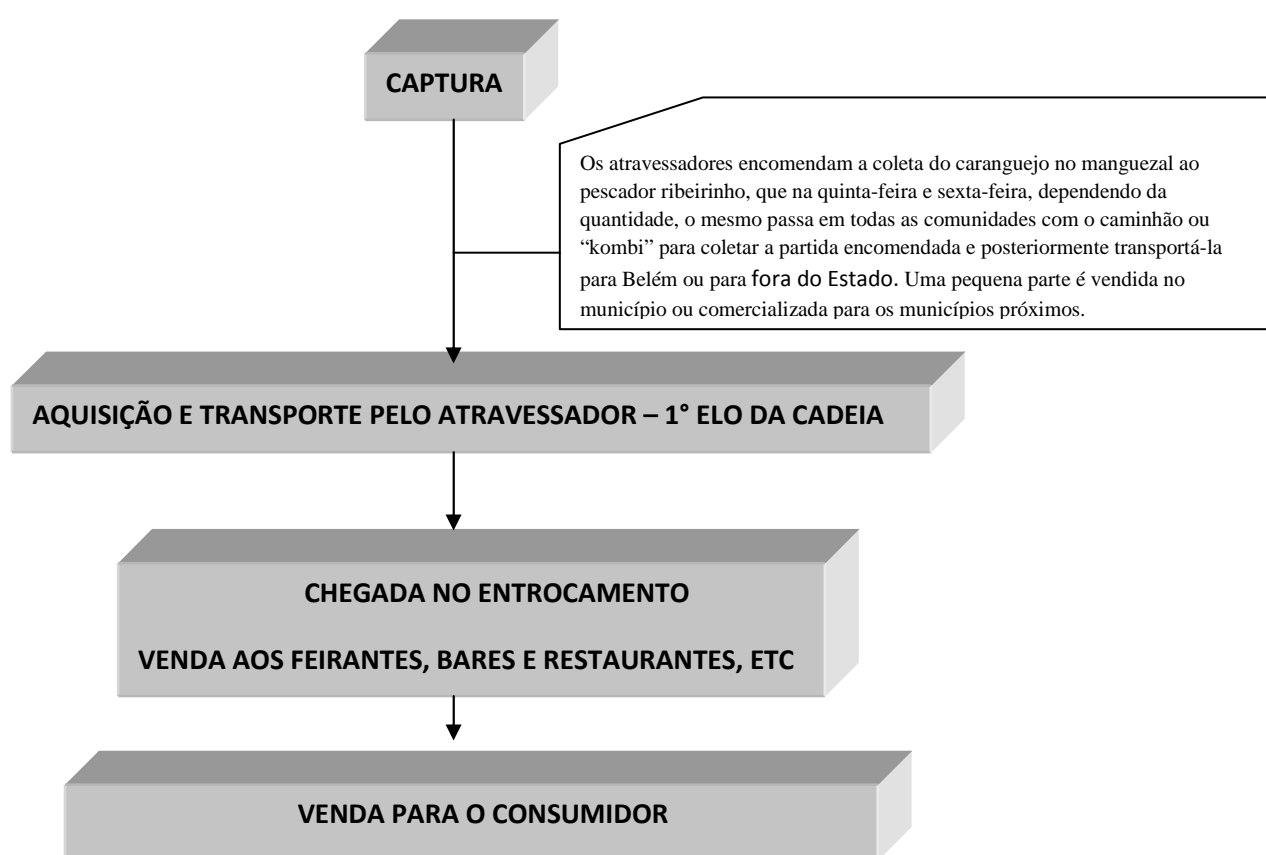 CAPTURA
Os atravessadores encomendam a coleta do caranguejo no manguezal ao
pescador ribeirinho, que na quinta-feira e sexta-feira, dependendo da
quantidade, o mesmo passa em todas as comunidades com o caminhão ou
“kombi” para coletar a partida encomendada e posteriormente transportá-la
para Belém ou para fora do Estado. Uma pequena parte é vendida no
município ou comercializada para os municípios próximos.
AQUISIÇÃO E TRANSPORTE PELO ATRAVESSADOR – 1° ELO DA CADEIA
CHEGADA NO ENTROCAMENTO
VENDA AOS FEIRANTES, BARES E RESTAURANTES, ETC
VENDA PARA O CONSUMIDOR